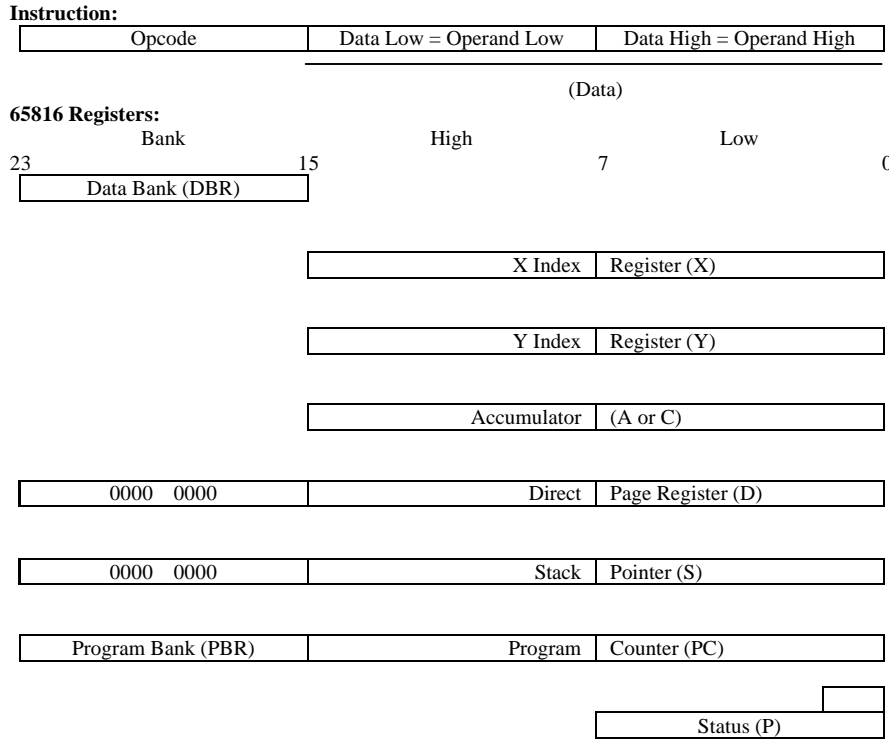 Instruction:
Opcode Data Low = Operand Low Data High = Operand High
(Data)
65816 Registers:
Bank High Low
23 15 7 0
Data Bank (DBR)
X Index Register (X)
Y Index Register (Y)
Accumulator (A or C)
0000 0000 Direct Page Register (D)
0000 0000 Stack Pointer (S)
Program Bank (PBR) Program Counter (PC)
Status (P)